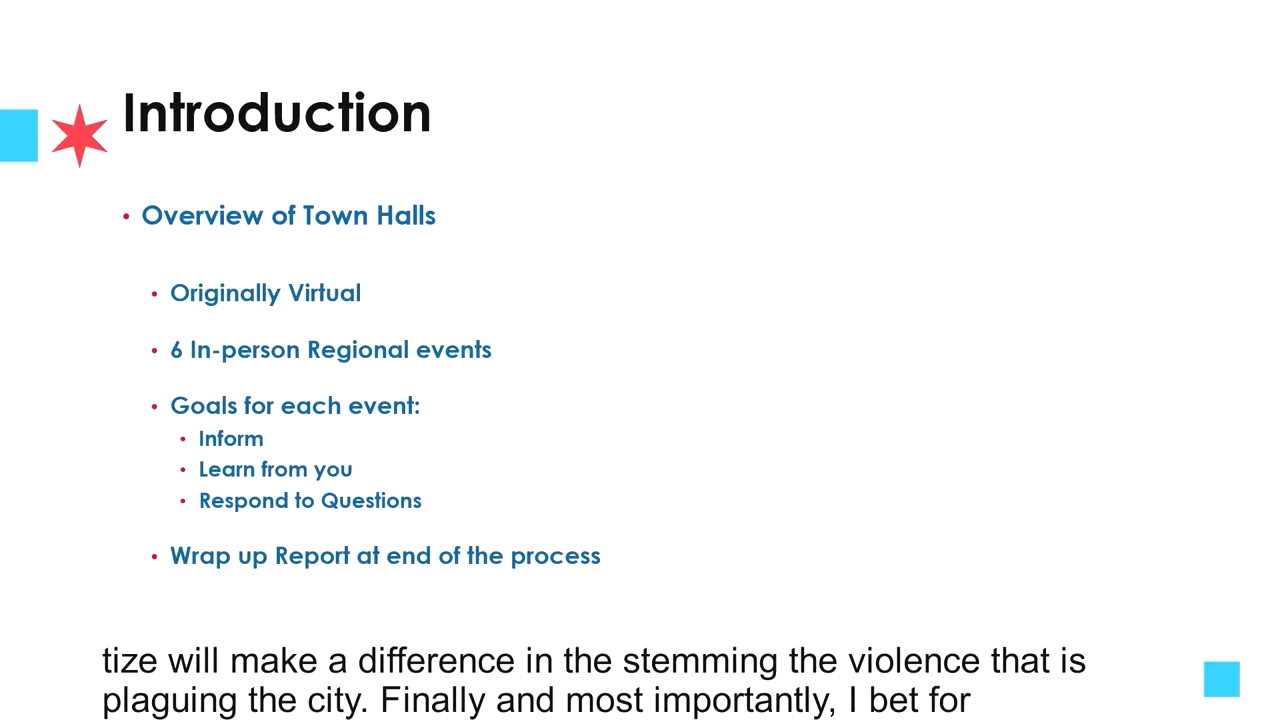 Introduction
• Overview of Town Halls
• Originally Virtual
• 6 In-person Regional events
• Goals for each event:
• Inform
• Learn from you
• Respond to Questions
• Wrap up Report at end of the process
tize will make a difference in the stemming the violence that is
plaguing the city. Finally and most importantly, I bet for